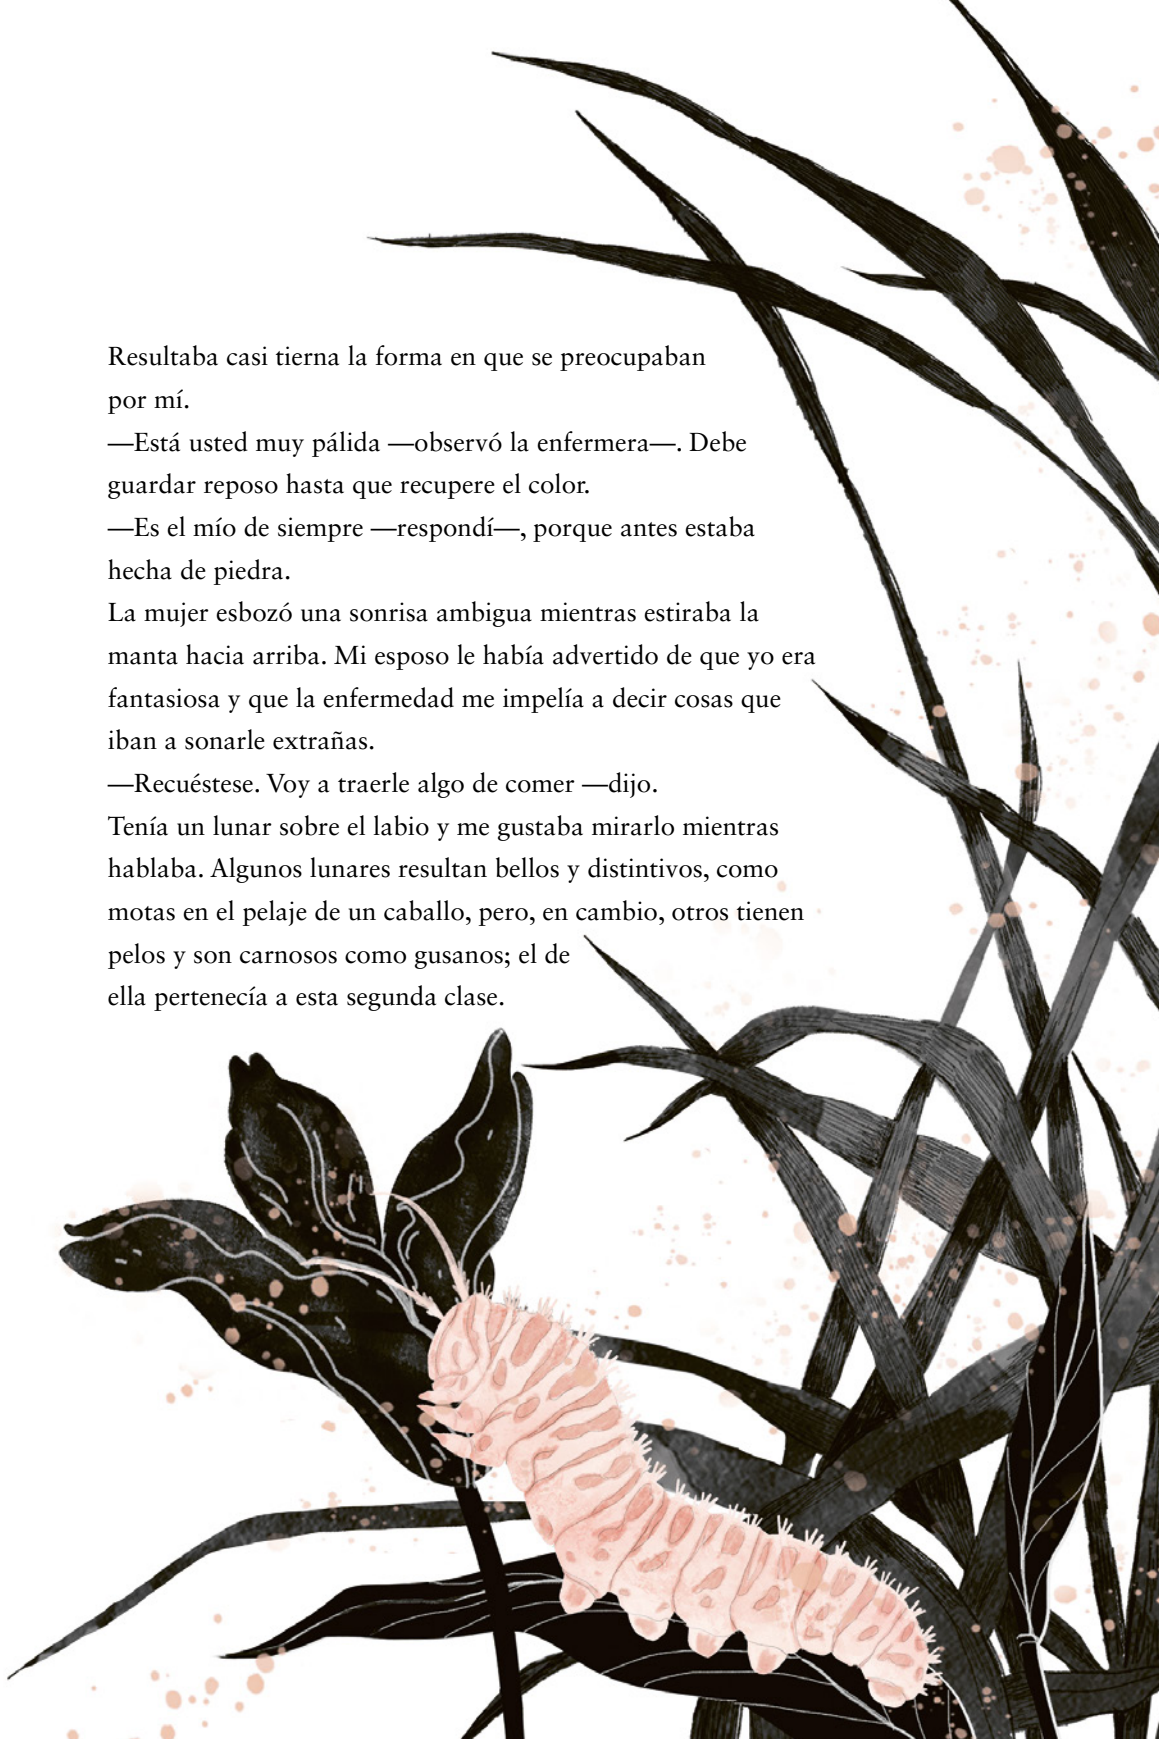 Resultaba casi tierna la forma en que se preocupaban
por mí.
—Está usted muy pálida —observó la enfermera—. Debe
guardar reposo hasta que recupere el color.
—Es el mío de siempre —respondí—, porque antes estaba
hecha de piedra.
La mujer esbozó una sonrisa ambigua mientras estiraba la
manta hacia arriba. Mi esposo le había advertido de que yo era
fantasiosa y que la enfermedad me impelía a decir cosas que
iban a sonarle extrañas.
—Recuéstese. Voy a traerle algo de comer —dijo.
Tenía un lunar sobre el labio y me gustaba mirarlo mientras
hablaba. Algunos lunares resultan bellos y distintivos, como
motas en el pelaje de un caballo, pero, en cambio, otros tienen
pelos y son carnosos como gusanos; el de
ella pertenecía a esta segunda clase.